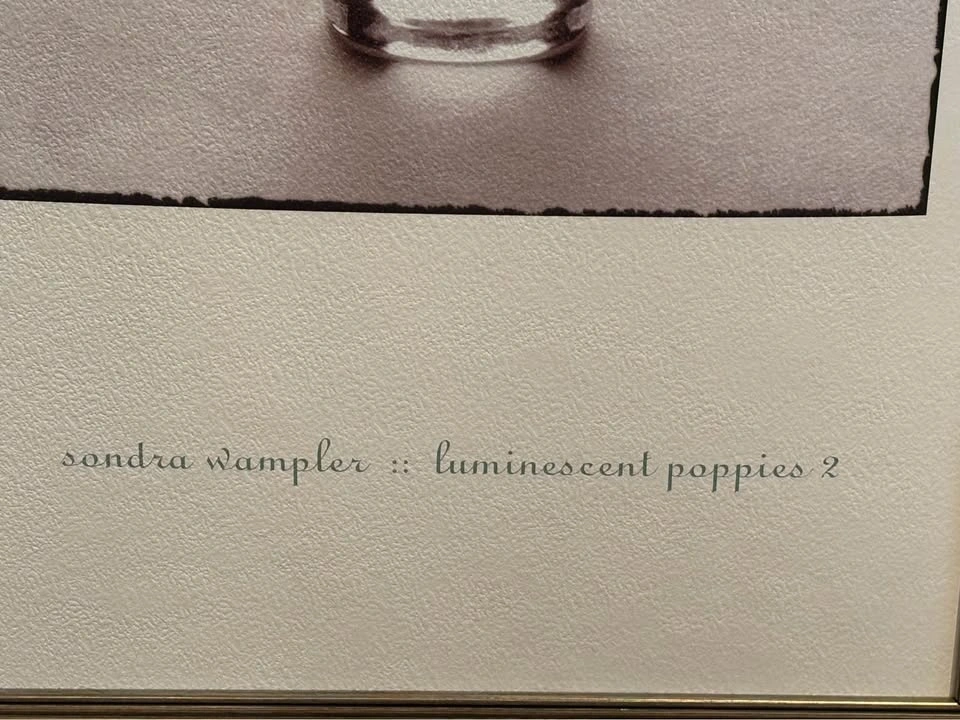 sondra wampler :: luminescent poppies 2